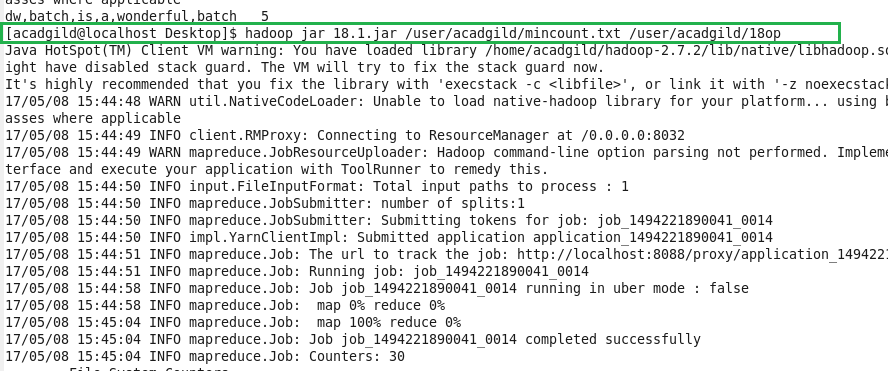 asses where applicable
dw,batch,is,a,wonderful,batch   5
[acadgild@localhost Desktop]$ hadoop jar 18.1.jar /user/acadgild/mincount.txt /user/acadgild/18op
Java HotSpot(TM) Client VM warning: You have loaded library /home/acadgild/hadoop-2.7.2/lib/native/libhadoop.so
ight have disabled stack guard. The VM will try to fix the stack guard now.
It's highly recommended that you fix the library with 'execstack -c <libfile>', or link it with '-z noexecstack
17/05/08 15:44:48 WARN util.NativeCodeLoader: Unable to load native-hadoop library for your platform... using b
asses where applicable
17/05/08 15:44:49 INFO client.RMProxy: Connecting to ResourceManager at /0.0.0.0:8032
17/05/08 15:44:49 WARN mapreduce.JobResourceUploader: Hadoop command-line option parsing not performed. Impleme
terface and execute your application with ToolRunner to remedy this.
17/05/08 15:44:50 INFO input.FileInputFormat: Total input paths to process : 1
17/05/08 15:44:50 INFO mapreduce.JobSubmitter: number of splits:1
17/05/08 15:44:50 INFO mapreduce.JobSubmitter: Submitting tokens for job: job_1494221890041_0014
17/05/08 15:44:50 INFO impl.YarnClientImpl: Submitted application application_1494221890041_0014
17/05/08 15:44:51 INFO mapreduce.Job: The url to track the job: http://localhost:8088/proxy/application_1494221
17/05/08 15:44:51 INFO mapreduce.Job: Running job: job_1494221890041_0014
17/05/08 15:44:58 INFO mapreduce.Job: Job job_1494221890041_0014 running in uber mode : false
17/05/08 15:44:58 INFO mapreduce.Job:  map 0% reduce 0%
17/05/08 15:45:04 INFO mapreduce.Job:  map 100% reduce 0%
17/05/08 15:45:04 INFO mapreduce.Job: Job job_1494221890041_0014 completed successfully
17/05/08 15:45:04 INFO mapreduce.Job: Counters: 30
File System Counters